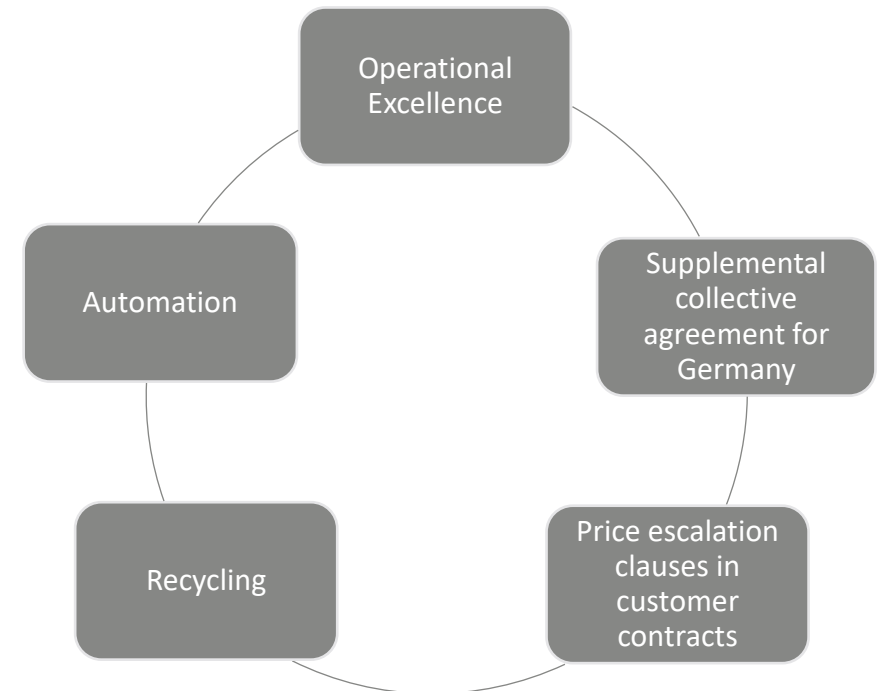 Operational
Excellence
Supplemental
collective
agreement for
Germany
Price escalation
clauses in
customer
contracts
Recycling
Automation